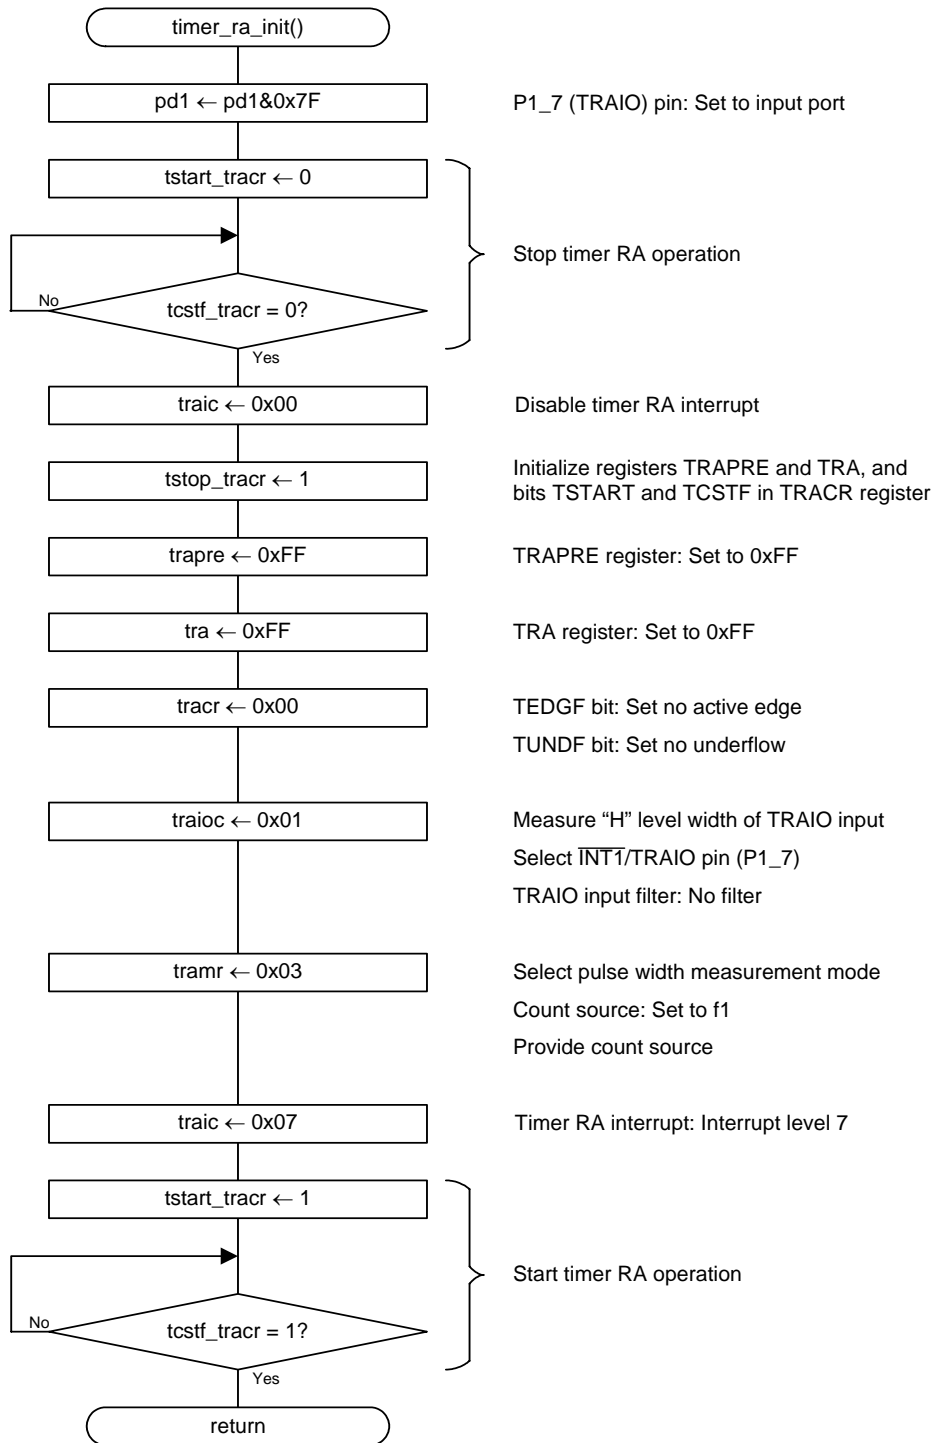 timer_ra_init()
pd1 ← pd1&0x7F
P1_7 (TRAIO) pin: Set to input port
tstart_tracr ← 0
Stop timer RA operation
No
tcstf_tracr = 0?
Yes
traic ← 0x00
Disable timer RA interrupt
tstop_tracr ← 1
Initialize registers TRAPRE and TRA, and
bits TSTART and TCSTF in TRACR register
trapre ← 0xFF
TRAPRE register: Set to 0xFF
tra ← 0xFF
TRA register: Set to 0xFF
tracr ← 0x00
TEDGF bit: Set no active edge
TUNDF bit: Set no underflow
traioc ← 0x01
Measure “H” level width of TRAIO input
Select I̅N̅T̅1̅/TRAIO pin (P1_7)
TRAIO input filter: No filter
tramr ← 0x03
Select pulse width measurement mode
Count source: Set to f1
Provide count source
traic ← 0x07
Timer RA interrupt: Interrupt level 7
tstart_tracr ← 1
Start timer RA operation
No
tcstf_tracr = 1?
Yes
return